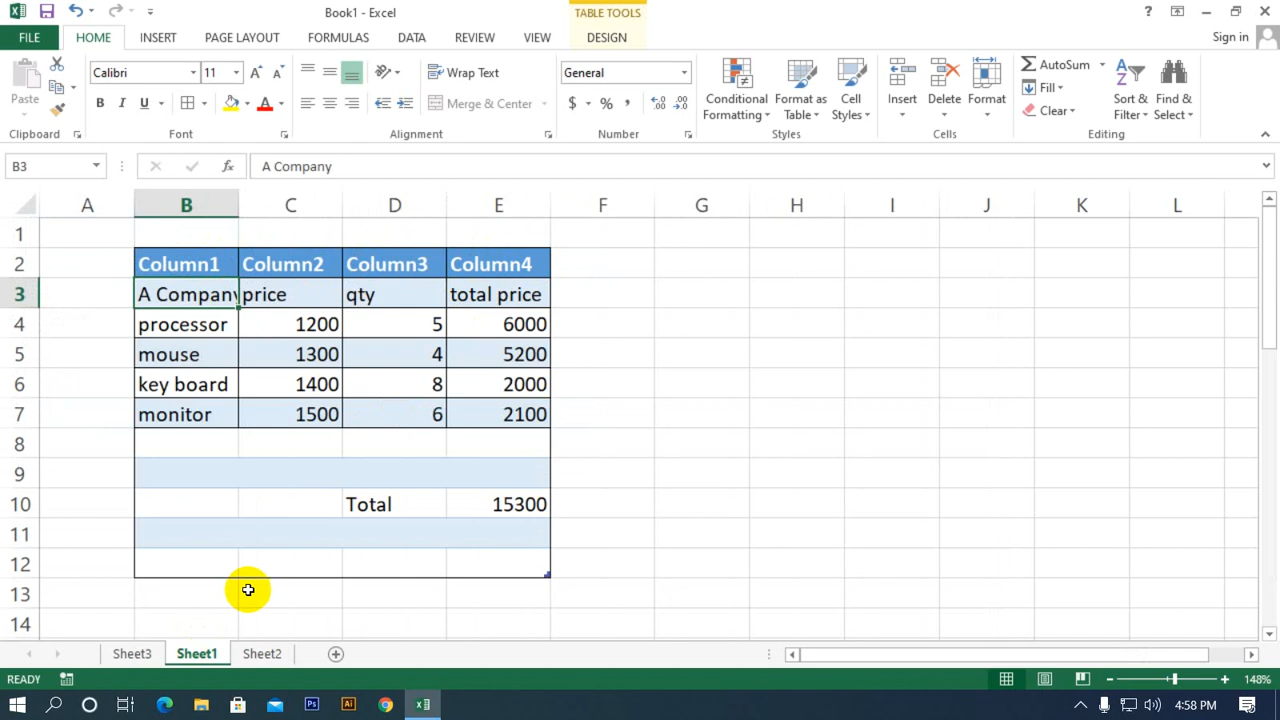 Book1 - Excel
TABLE TOOLS
?
FILE
HOME
INSERT
PAGE LAYOUT
FORMULAS
DATA
REVIEW
VIEW
DESIGN
Sign in
Paste
Clipboard
Calibri
11
A A
B I U
A
Font
Wrap Text
Merge & Center
Alignment
General
$ % ,
Number
Conditional Formatting
Format as Table
Cell Styles
Styles
Insert
Delete
Format
Cells
AutoSum
Fill
Clear
Sort & Filter
Find & Select
Editing
B3
fx
A Company
A B C D E F G H I J K L
1
2 Column1 Column2 Column3 Column4
3 A Company price qty total price
4 processor 1200 5 6000
5 mouse 1300 4 5200
6 key board 1400 8 2000
7 monitor 1500 6 2100
8
9
10 Total 15300
11
12
13
14
Sheet3 Sheet1 Sheet2
READY
148%
Ps
Ai
4:58 PM